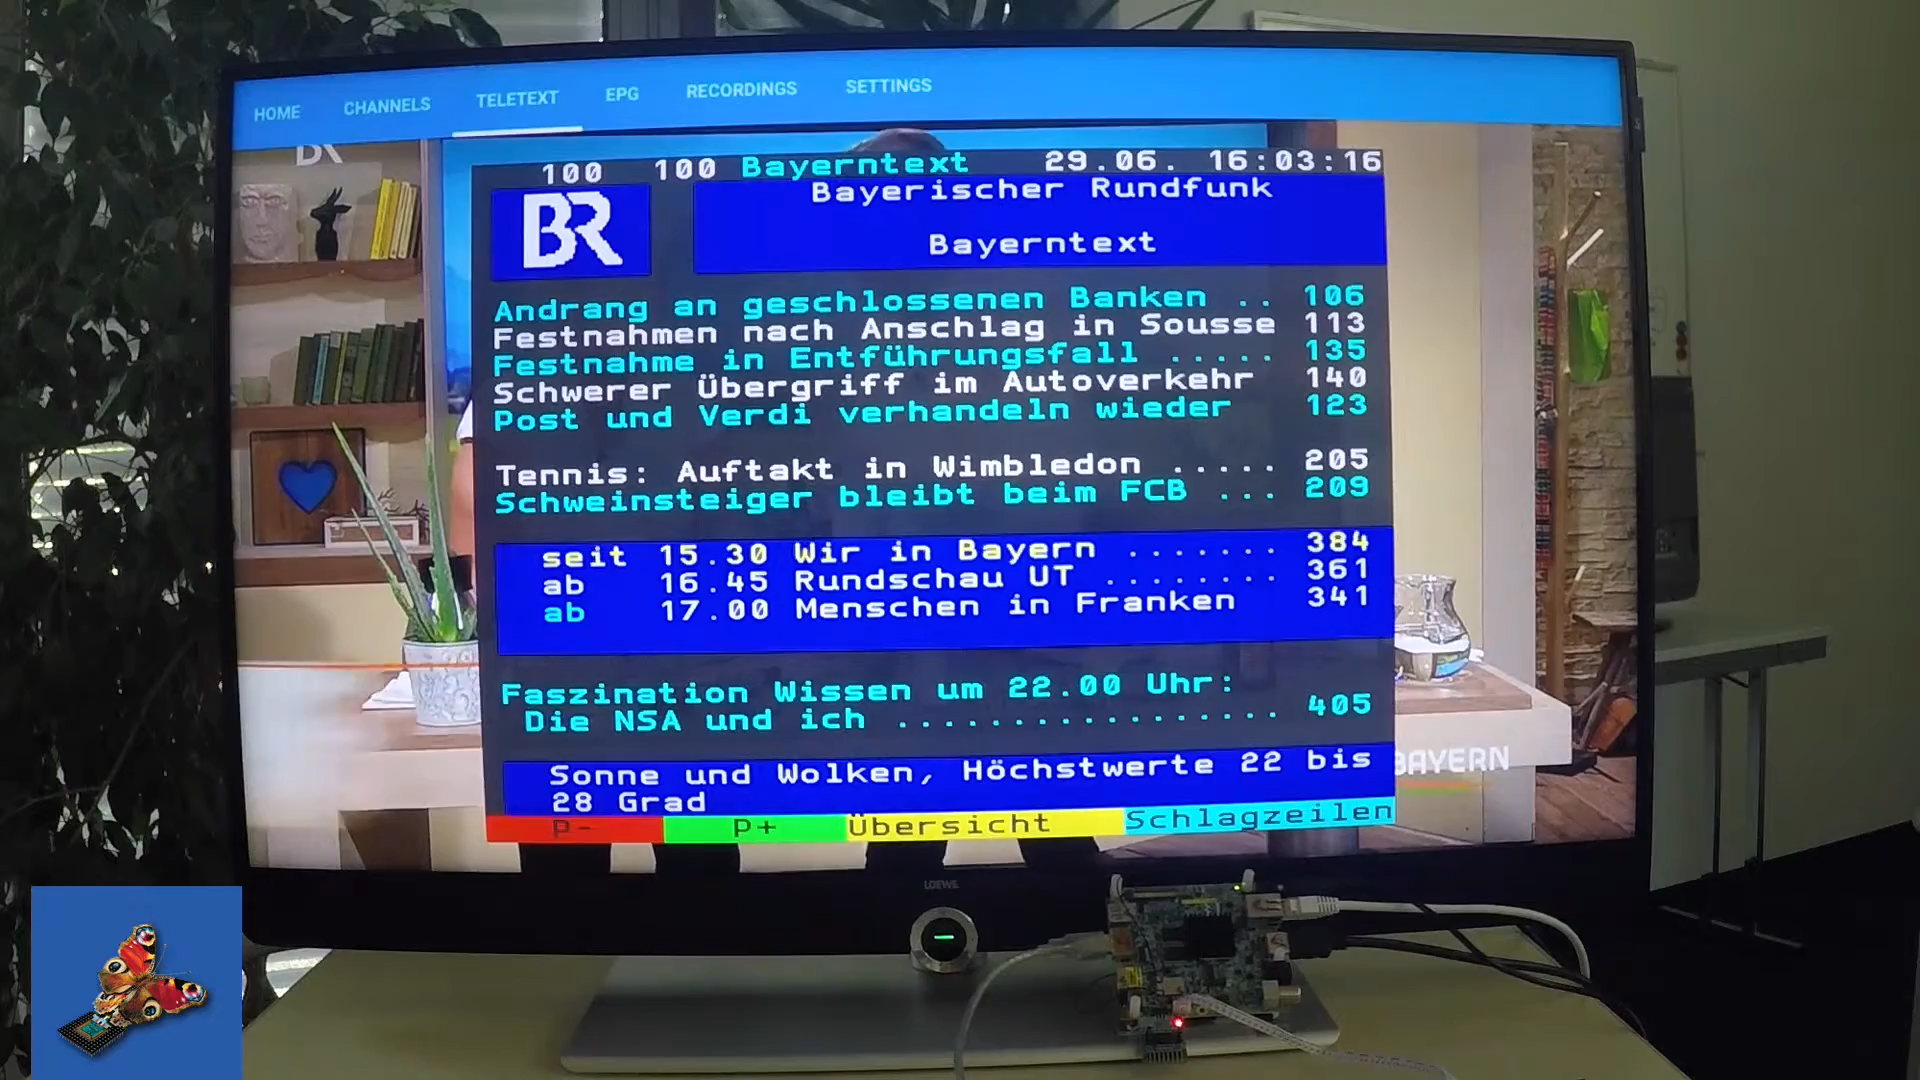 HOME CHANNELS TELETEXT EPG RECORDINGS SETTINGS
BR
100 100 Bayerntext 29.06. 16:03:16
BR
Bayerischer Rundfunk
Bayerntext
Andrang an geschlossenen Banken .. 106
Festnahmen nach Anschlag in Sousse 113
Festnahme in Entführungsfall ..... 135
Schwerer Übergriff im Autoverkehr 140
Post und Verdi verhandeln wieder 123
Tennis: Auftakt in Wimbledon ..... 205
Schweinsteiger bleibt beim FCB ... 209
seit 15.30 Wir in Bayern ....... 384
ab 16.45 Rundschau UT ........ 361
ab 17.00 Menschen in Franken 341
Faszination Wissen um 22.00 Uhr:
Die NSA und ich ................. 405
BAYERN
Sonne und Wolken, Höchstwerte 22 bis
28 Grad
P- P+ Übersicht Schlagzeilen
LOEWE